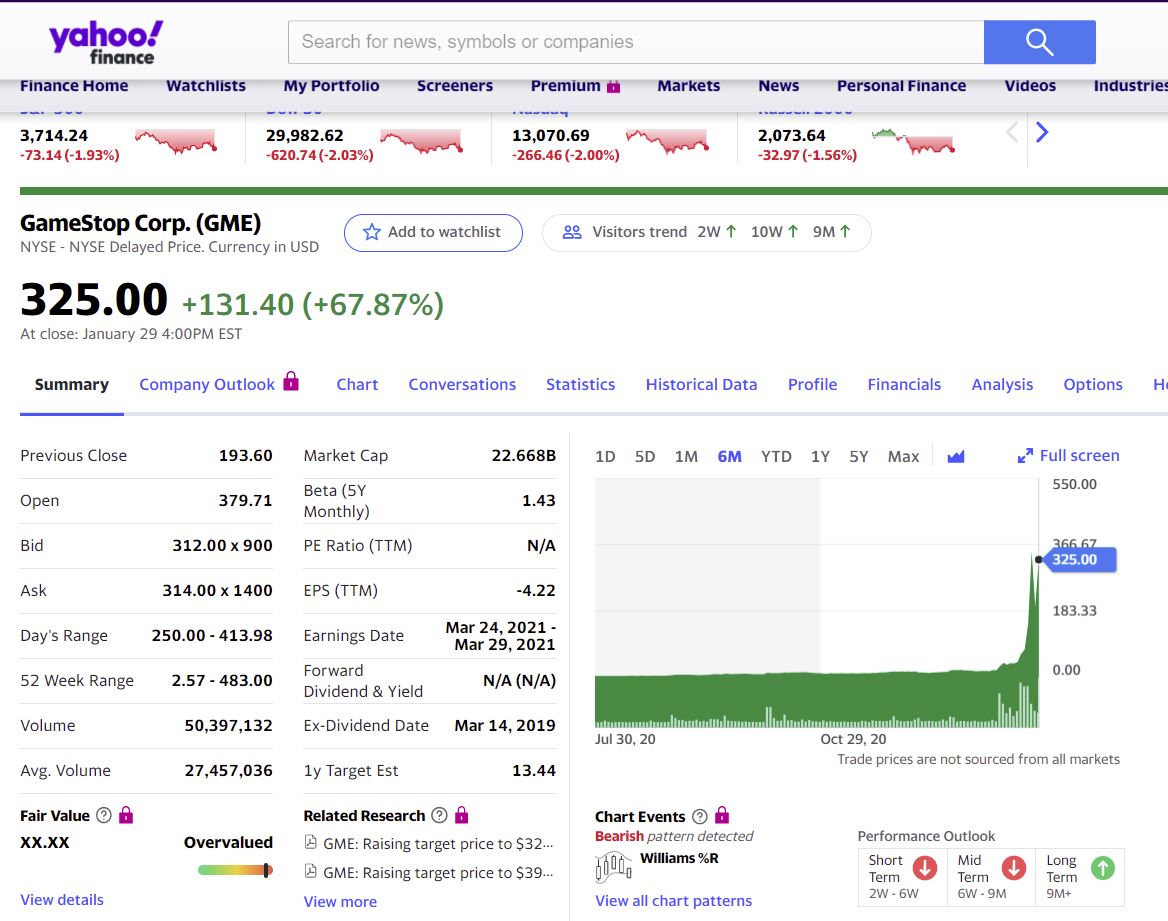 yahoo!
finance
Search for news, symbols or companies
Finance Home Watchlists My Portfolio Screeners Premium Markets News Personal Finance Videos Industries
S&P 500 Dow 30 Nasdaq Russell 2000
3,714.24 29,982.62 13,070.69 2,073.64
-73.14 (-1.93%) -620.74 (-2.03%) -266.46 (-2.00%) -32.97 (-1.56%)
GameStop Corp. (GME)
NYSE - NYSE Delayed Price. Currency in USD
Add to watchlist
Visitors trend 2W ↑ 10W ↑ 9M ↑
325.00 +131.40 (+67.87%)
At close: January 29 4:00PM EST
Summary Company Outlook Chart Conversations Statistics Historical Data Profile Financials Analysis Options
Previous Close 193.60
Open 379.71
Bid 312.00 x 900
Ask 314.00 x 1400
Day's Range 250.00 - 413.98
52 Week Range 2.57 - 483.00
Volume 50,397,132
Avg. Volume 27,457,036
Market Cap 22.668B
Beta (5Y
Monthly) 1.43
PE Ratio (TTM) N/A
EPS (TTM) -4.22
Earnings Date Mar 24, 2021 -
Mar 29, 2021
Forward
Dividend & Yield N/A (N/A)
Ex-Dividend Date Mar 14, 2019
1y Target Est 13.44
1D 5D 1M 6M YTD 1Y 5Y Max
Full screen
550.00
366.67
325.00
183.33
0.00
Jul 30, 20 Oct 29, 20
Trade prices are not sourced from all markets
Fair Value
XX.XX Overvalued
View details
Related Research
GME: Raising target price to $32...
GME: Raising target price to $39...
View more
Chart Events
Bearish pattern detected
Williams %R
View all chart patterns
Performance Outlook
Short
Term
2W - 6W
Mid
Term
6W - 9M
Long
Term
9M+